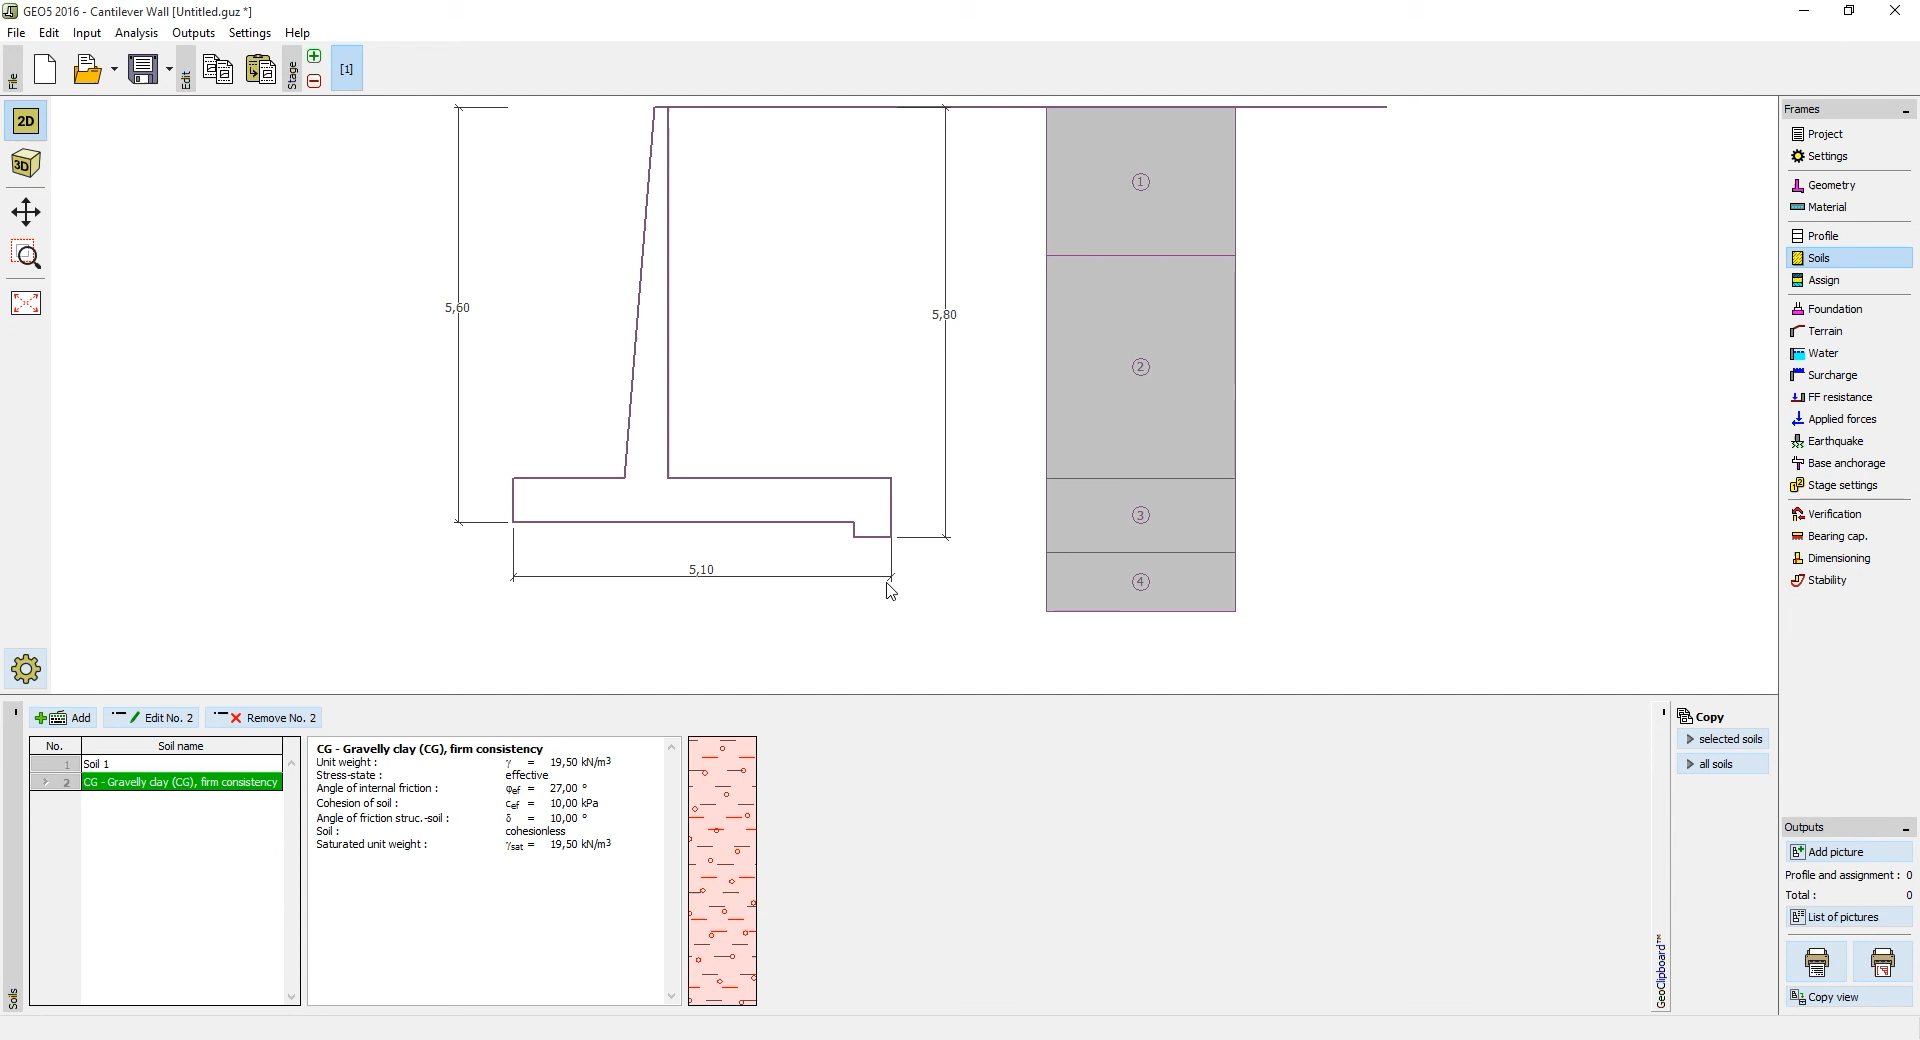 GEO5 2016 - Cantilever Wall [Untitled.guz *]
File Edit Input Analysis Outputs Settings Help
File
Edit
Stage
[1]
2D
3D
5,60
5,80
5,10
1
2
3
4
Frames
Project
Settings
Geometry
Material
Profile
Soils
Assign
Foundation
Terrain
Water
Surcharge
FF resistance
Applied forces
Earthquake
Base anchorage
Stage settings
Verification
Bearing cap.
Dimensioning
Stability
Soils
Add Edit No. 2 Remove No. 2
No. Soil name
1 Soil 1
2 CG - Gravelly clay (CG), firm consistency
CG - Gravelly clay (CG), firm consistency
Unit weight : γ = 19,50 kN/m3
Stress-state : effective
Angle of internal friction : φef = 27,00 °
Cohesion of soil : cef = 10,00 kPa
Angle of friction struc.-soil : δ = 10,00 °
Soil : cohesionless
Saturated unit weight : γsat = 19,50 kN/m3
GeoClipboard™
Copy
selected soils
all soils
Outputs
Add picture
Profile and assignment : 0
Total : 0
List of pictures
Copy view